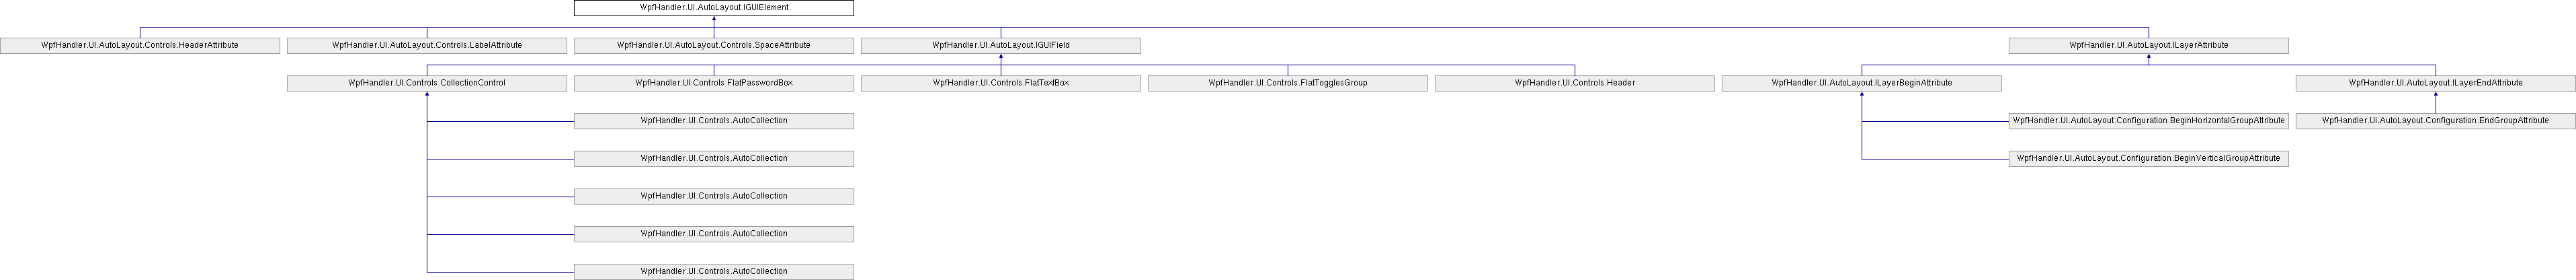 WpfHandler.UI.AutoLayout.IGUIElement
WpfHandler.UI.AutoLayout.Controls.HeaderAttribute
WpfHandler.UI.AutoLayout.Controls.LabelAttribute
WpfHandler.UI.AutoLayout.Controls.SpaceAttribute
WpfHandler.UI.AutoLayout.IGUIField
WpfHandler.UI.AutoLayout.ILayerAttribute
WpfHandler.UI.Controls.CollectionControl
WpfHandler.UI.Controls.FlatPasswordBox
WpfHandler.UI.Controls.FlatTextBox
WpfHandler.UI.Controls.FlatTogglesGroup
WpfHandler.UI.Controls.Header
WpfHandler.UI.AutoLayout.ILayerBeginAttribute
WpfHandler.UI.AutoLayout.ILayerEndAttribute
WpfHandler.UI.Controls.AutoCollection
WpfHandler.UI.AutoLayout.Configuration.BeginHorizontalGroupAttribute
WpfHandler.UI.AutoLayout.Configuration.EndGroupAttribute
WpfHandler.UI.Controls.AutoCollection
WpfHandler.UI.AutoLayout.Configuration.BeginVerticalGroupAttribute
WpfHandler.UI.Controls.AutoCollection
WpfHandler.UI.Controls.AutoCollection
WpfHandler.UI.Controls.AutoCollection